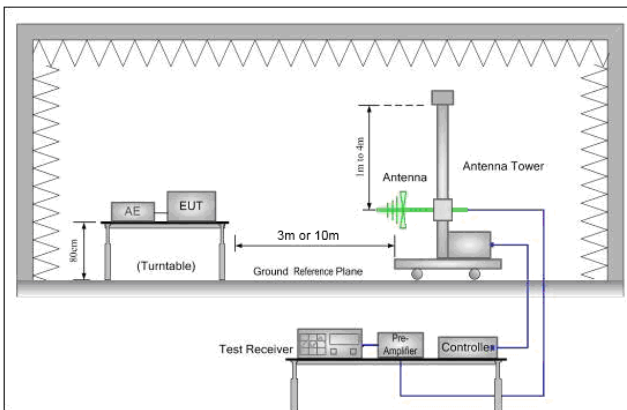 1m to 4m
Antenna
Antenna Tower
AE
EUT
80cm
3m or 10m
(Turntable)
Ground Reference Plane
Test Receiver
Pre-
Amplifier
Controller